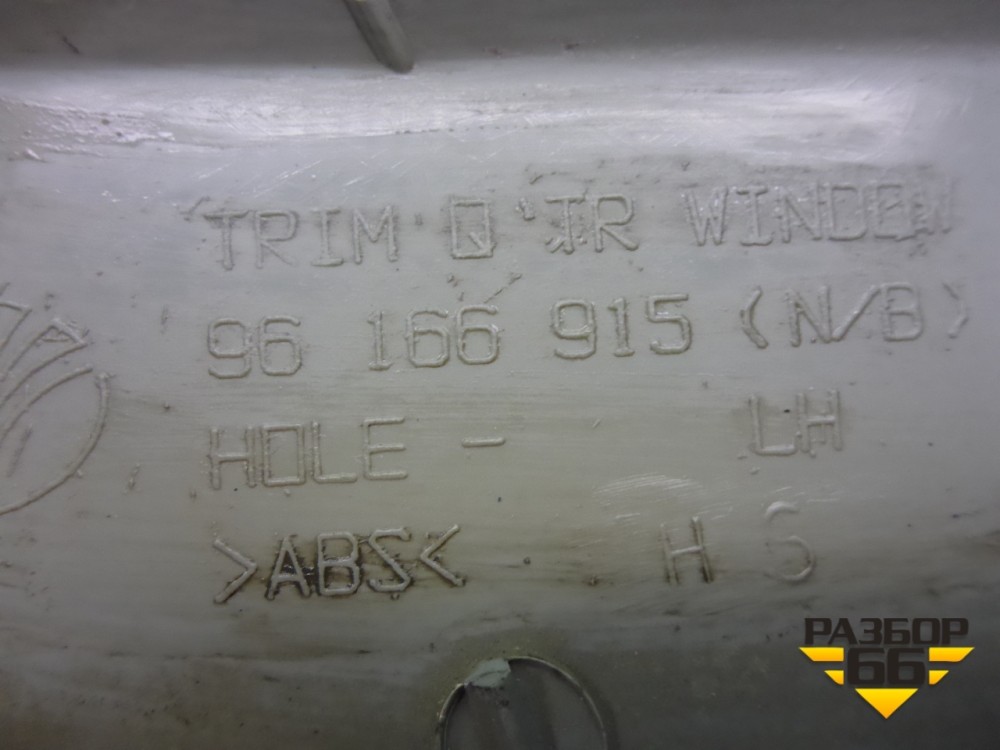 TRIM Q'TR WINDOW
96 166 915 (N/B)
HOLE - LH
>ABS< H S
РАЗБОР
66